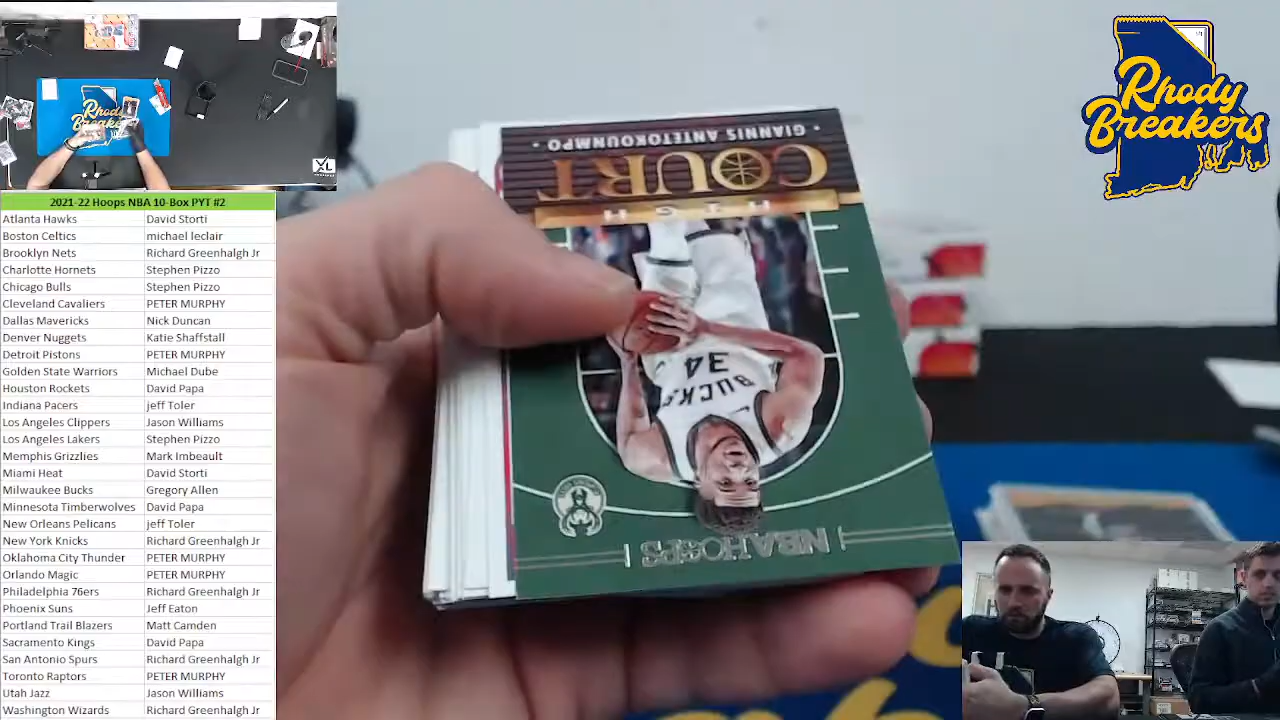 Rhody
Breakers
XL
2021-22 Hoops NBA 10-Box PYT #2
Atlanta Hawks David Storti
Boston Celtics michael leclair
Brooklyn Nets Richard Greenhalgh Jr
Charlotte Hornets Stephen Pizzo
Chicago Bulls Stephen Pizzo
Cleveland Cavaliers PETER MURPHY
Dallas Mavericks Nick Duncan
Denver Nuggets Katie Shaffstall
Detroit Pistons PETER MURPHY
Golden State Warriors Michael Dube
Houston Rockets David Papa
Indiana Pacers jeff Toler
Los Angeles Clippers Jason Williams
Los Angeles Lakers Stephen Pizzo
Memphis Grizzlies Mark Imbeault
Miami Heat David Storti
Milwaukee Bucks Gregory Allen
Minnesota Timberwolves David Papa
New Orleans Pelicans jeff Toler
New York Knicks Richard Greenhalgh Jr
Oklahoma City Thunder PETER MURPHY
Orlando Magic PETER MURPHY
Philadelphia 76ers Richard Greenhalgh Jr
Phoenix Suns Jeff Eaton
Portland Trail Blazers Matt Camden
Sacramento Kings David Papa
San Antonio Spurs Richard Greenhalgh Jr
Toronto Raptors PETER MURPHY
Utah Jazz Jason Williams
Washington Wizards Richard Greenhalgh Jr
• GIANNIS ANTETOKOUNMPO •
COURT
HIGH
34
BUCKS
NBA HOOPS
Rhody
Breakers